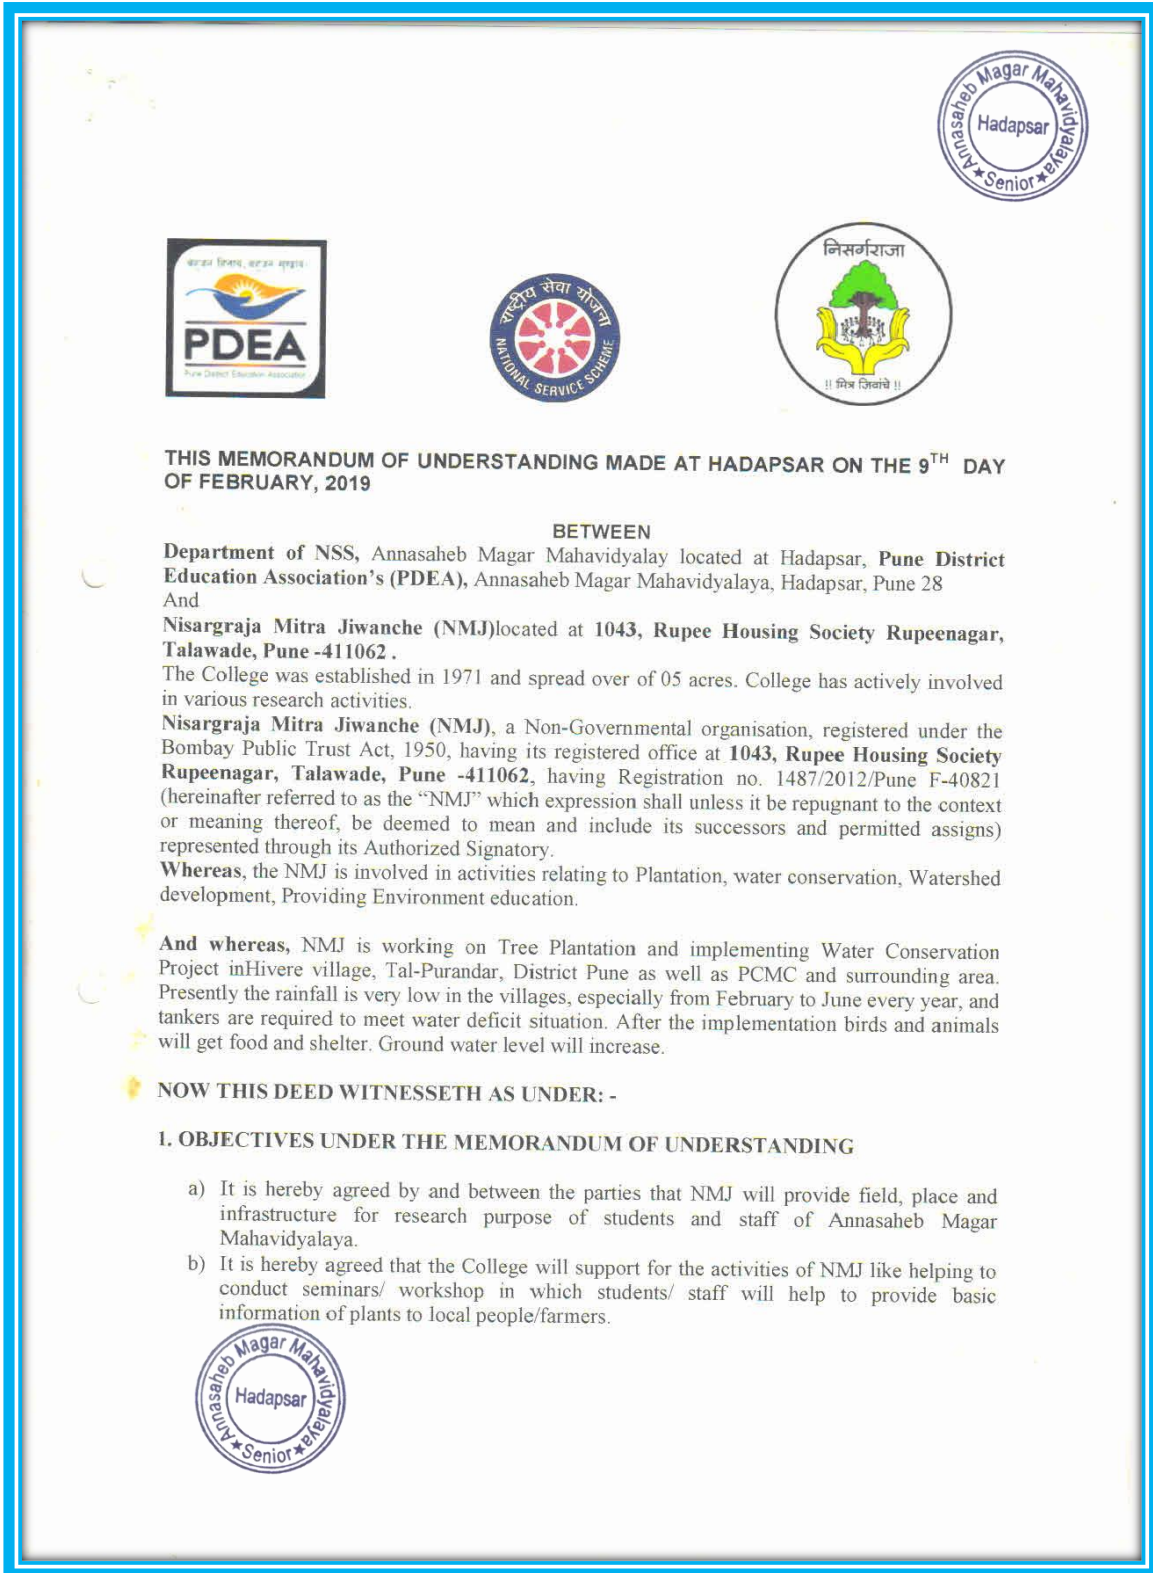 Annasaheb Magar Mahavidyalaya
Hadapsar
★ Senior ★
PDEA
Pune District Education Association
राष्ट्रीय सेवा योजना
NATIONAL SERVICE SCHEME
निसर्गराजा
!! मित्र जिवांचे !!
THIS MEMORANDUM OF UNDERSTANDING MADE AT HADAPSAR ON THE 9TH DAY
OF FEBRUARY, 2019
BETWEEN
Department of NSS, Annasaheb Magar Mahavidyalay located at Hadapsar, Pune District
Education Association's (PDEA), Annasaheb Magar Mahavidyalaya, Hadapsar, Pune 28
And
Nisargraja Mitra Jiwanche (NMJ)located at 1043, Rupee Housing Society Rupeenagar,
Talawade, Pune -411062 .
The College was established in 1971 and spread over of 05 acres. College has actively involved
in various research activities.
Nisargraja Mitra Jiwanche (NMJ), a Non-Governmental organisation, registered under the
Bombay Public Trust Act, 1950, having its registered office at 1043, Rupee Housing Society
Rupeenagar, Talawade, Pune -411062, having Registration no. 1487/2012/Pune F-40821
(hereinafter referred to as the "NMJ" which expression shall unless it be repugnant to the context
or meaning thereof, be deemed to mean and include its successors and permitted assigns)
represented through its Authorized Signatory.
Whereas, the NMJ is involved in activities relating to Plantation, water conservation, Watershed
development, Providing Environment education.
And whereas, NMJ is working on Tree Plantation and implementing Water Conservation
Project inHivere village, Tal-Purandar, District Pune as well as PCMC and surrounding area.
Presently the rainfall is very low in the villages, especially from February to June every year, and
tankers are required to meet water deficit situation. After the implementation birds and animals
will get food and shelter. Ground water level will increase.
NOW THIS DEED WITNESSETH AS UNDER: -
1. OBJECTIVES UNDER THE MEMORANDUM OF UNDERSTANDING
a) It is hereby agreed by and between the parties that NMJ will provide field, place and
infrastructure for research purpose of students and staff of Annasaheb Magar
Mahavidyalaya.
b) It is hereby agreed that the College will support for the activities of NMJ like helping to
conduct seminars/ workshop in which students/ staff will help to provide basic
information of plants to local people/farmers.
Annasaheb Magar Mahavidyalaya
Hadapsar
★ Senior ★